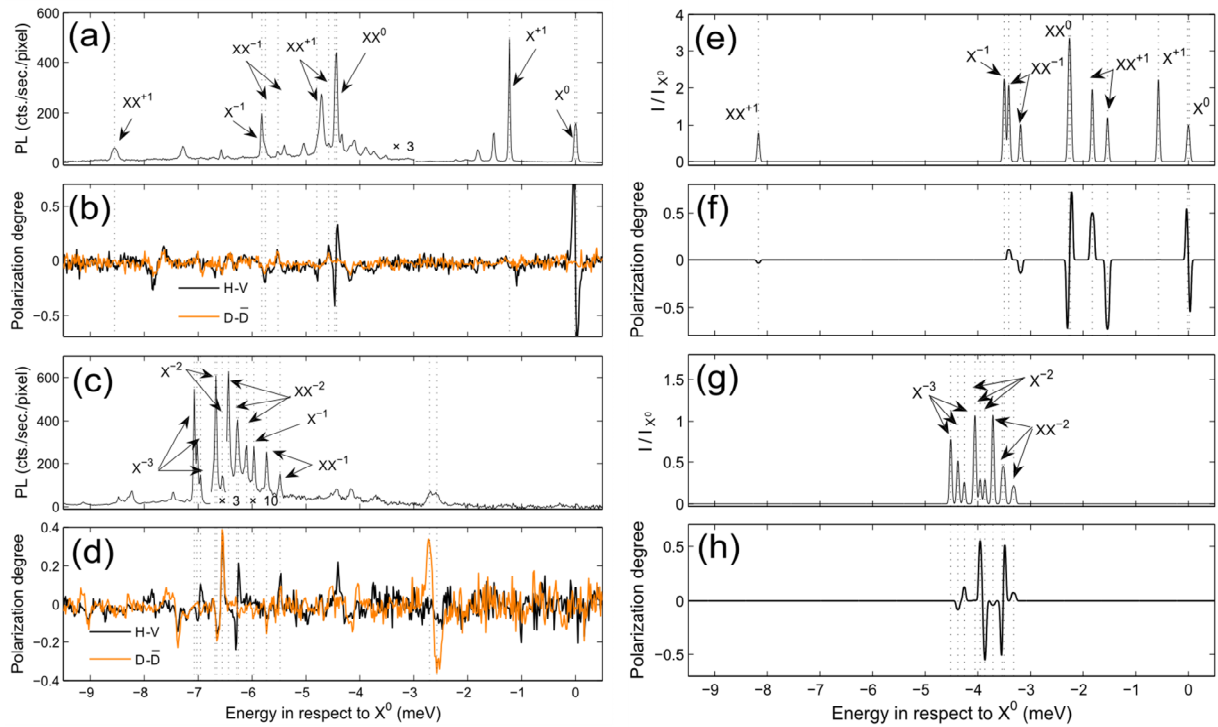 (a)
PL (cts./sec./pixel)
600
400
200
0
XX+1
X-1
XX-1
XX+1
XX0
X+1
X0
× 3
(b)
Polarization degree
0.5
0
−0.5
H-V
D-D̄
(c)
PL (cts./sec./pixel)
600
400
200
0
X-3
X-2
XX-2
X-1
XX-1
× 3 × 10
(d)
Polarization degree
0.4
0.2
0
−0.2
0.4
H-V
D-D̄
−9 −8 −7 −6 −5 −4 −3 −2 −1 0
Energy in respect to X0 (meV)
(e)
I / IX0
4
3
2
1
0
XX+1
X-1
XX-1
XX0
XX+1
X+1
X0
(f)
Polarization degree
0.5
0
−0.5
(g)
I / IX0
1.5
1
0.5
0
X-3
X-2
XX-2
(h)
Polarization degree
0.5
0
−0.5
−9 −8 −7 −6 −5 −4 −3 −2 −1 0
Energy in respect to X0 (meV)